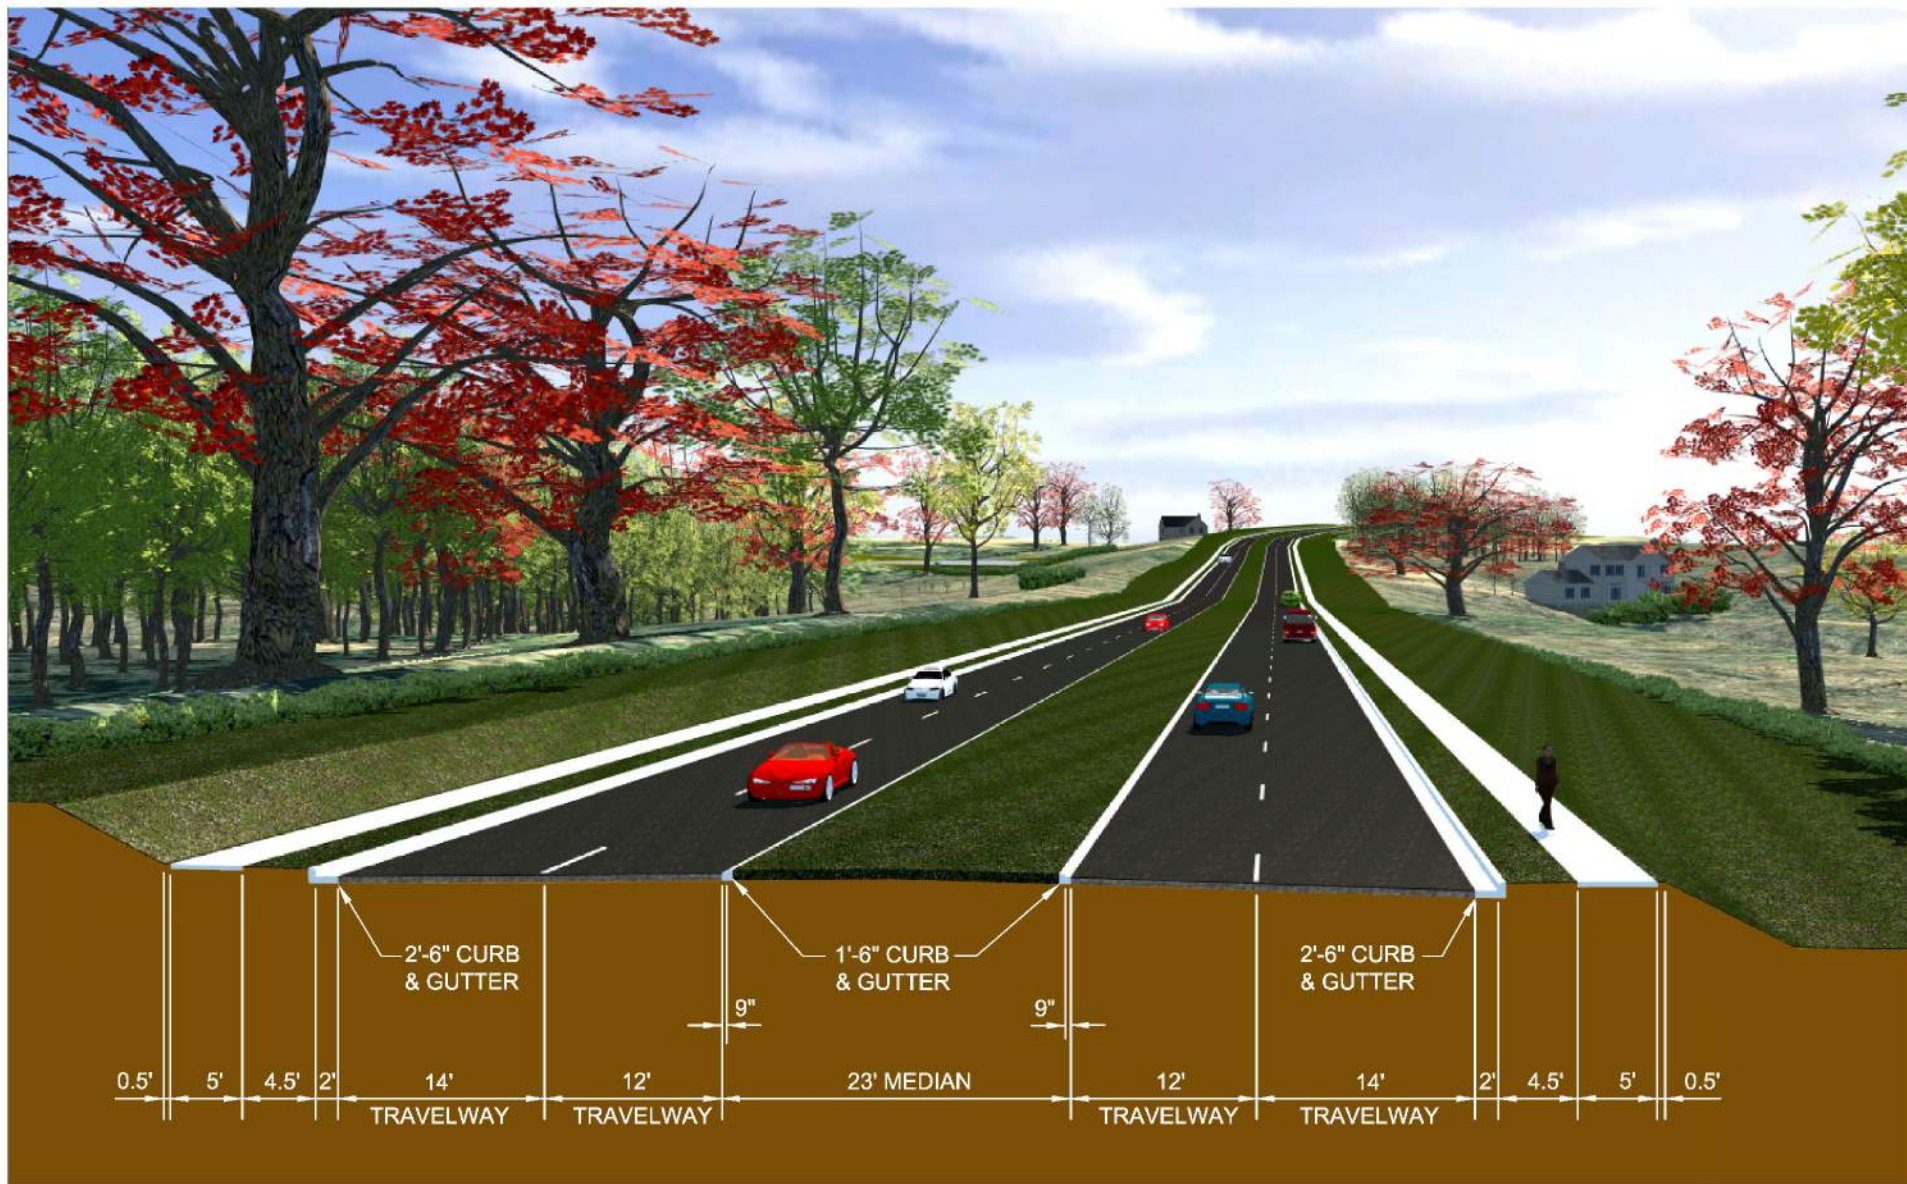 2'-6" CURB
& GUTTER
1'-6" CURB
& GUTTER
2'-6" CURB
& GUTTER
9"
9"
0.5'
5'
4.5'
2'
14'
12'
23' MEDIAN
12'
14'
2'
4.5'
5'
0.5'
TRAVELWAY
TRAVELWAY
TRAVELWAY
TRAVELWAY